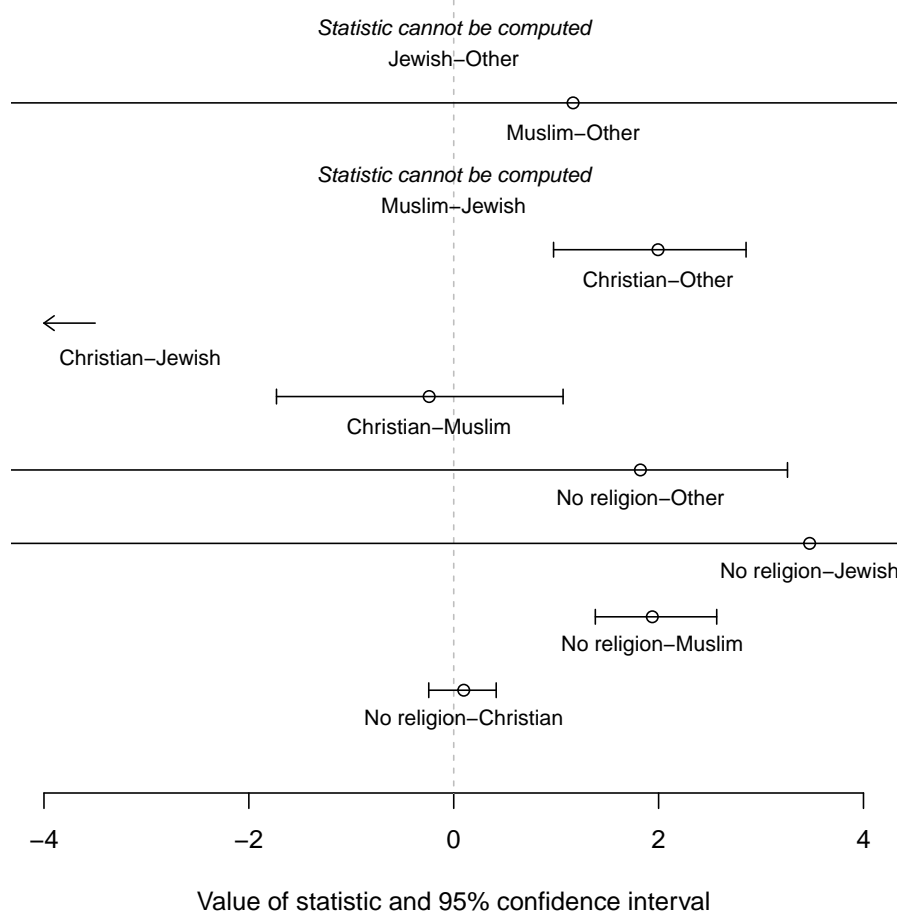 Statistic cannot be computed
Jewish−Other
Muslim−Other
Statistic cannot be computed
Muslim−Jewish
Christian−Other
Christian−Jewish
Christian−Muslim
No religion−Other
No religion−Jewish
No religion−Muslim
No religion−Christian
−4 −2 0 2 4
Value of statistic and 95% confidence interval